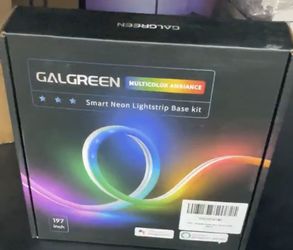 GALGREEN
GALGREEN MULTICOLOR AMBIANCE
Smart Neon Lightstrip Base kit
197
inch